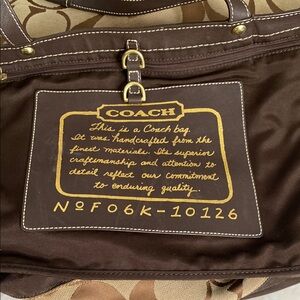 COACH
This is a Coach bag.
It was handcrafted from the
finest materials. Its superior
craftsmanship and attention to
detail reflect our commitment
to enduring quality.
Nº F06K-10126